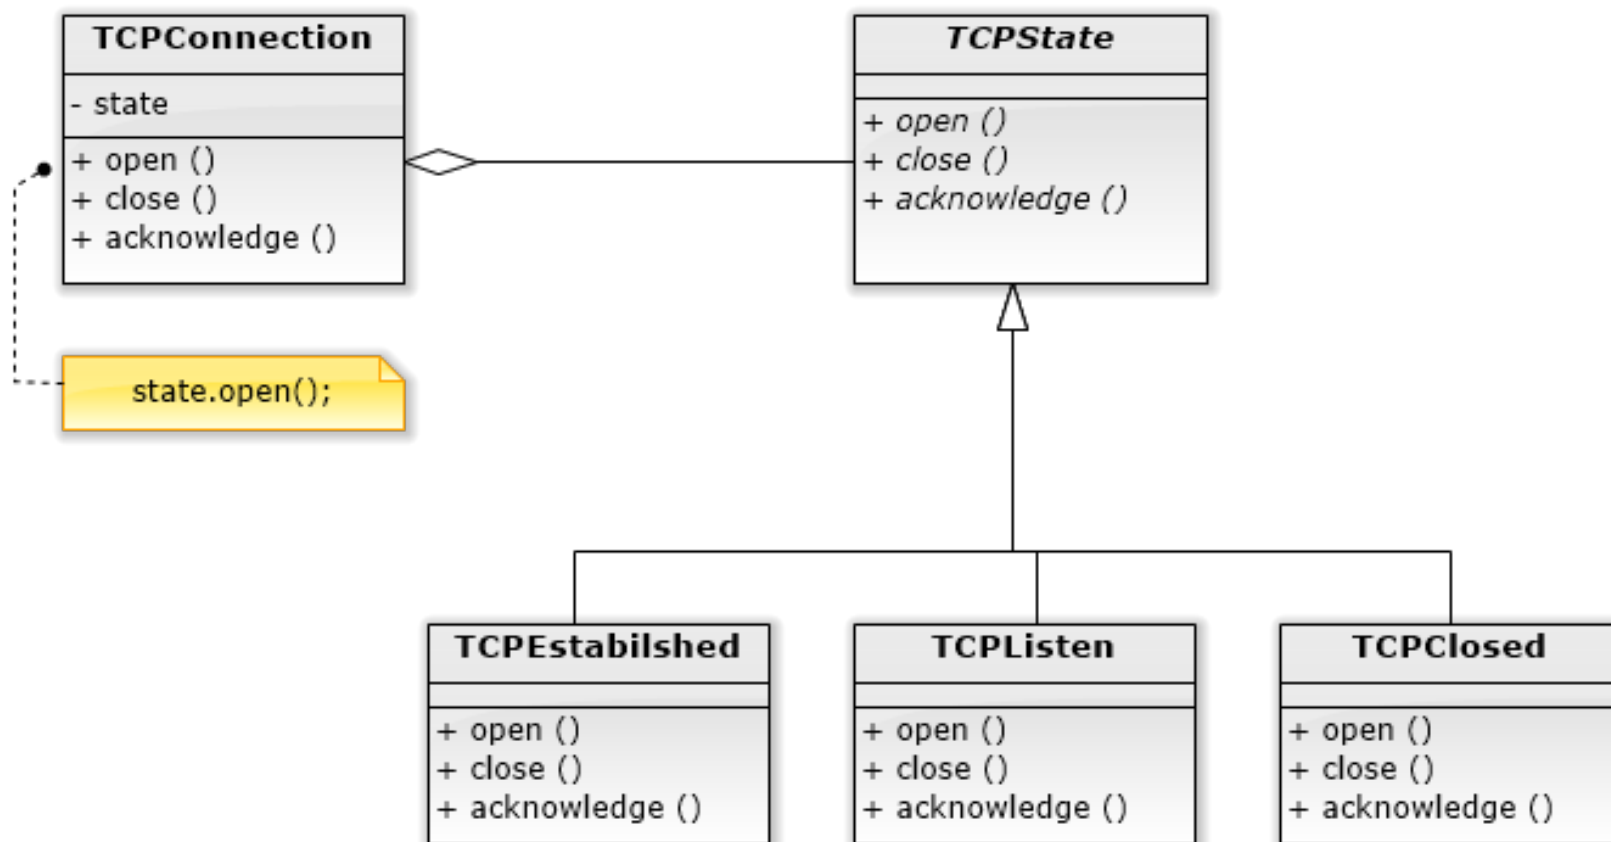 TCPConnection
- state
+ open ()
+ close ()
+ acknowledge ()
state.open();
TCPState
+ open ()
+ close ()
+ acknowledge ()
TCPEstabilshed
+ open ()
+ close ()
+ acknowledge ()
TCPListen
+ open ()
+ close ()
+ acknowledge ()
TCPClosed
+ open ()
+ close ()
+ acknowledge ()